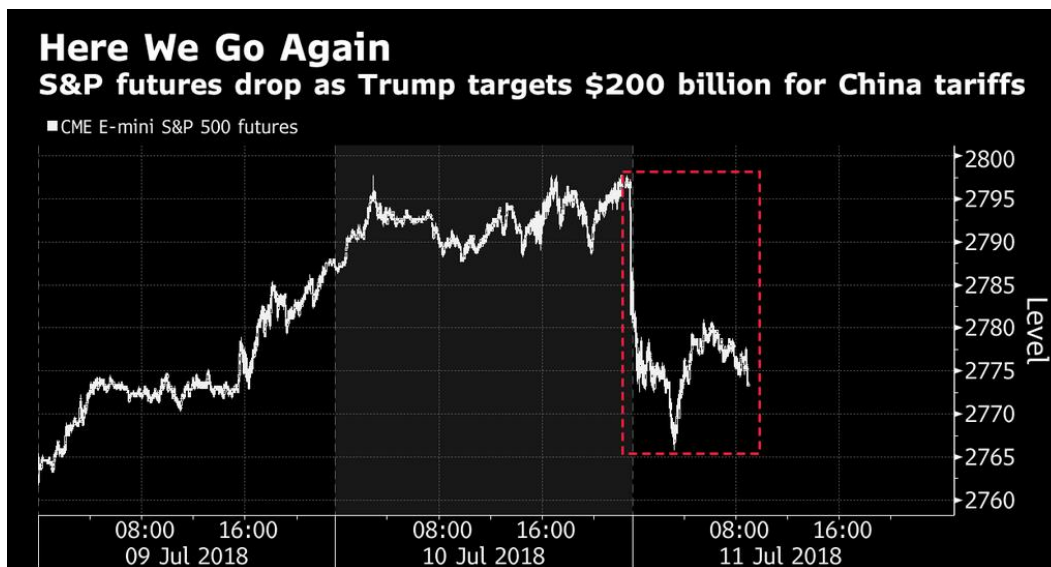 Here We Go Again
S&P futures drop as Trump targets $200 billion for China tariffs
CME E-mini S&P 500 futures
2800
2795
2790
2785
2780
2775
2770
2765
2760
Level
08:00 16:00 08:00 16:00 08:00 16:00
09 Jul 2018 10 Jul 2018 11 Jul 2018